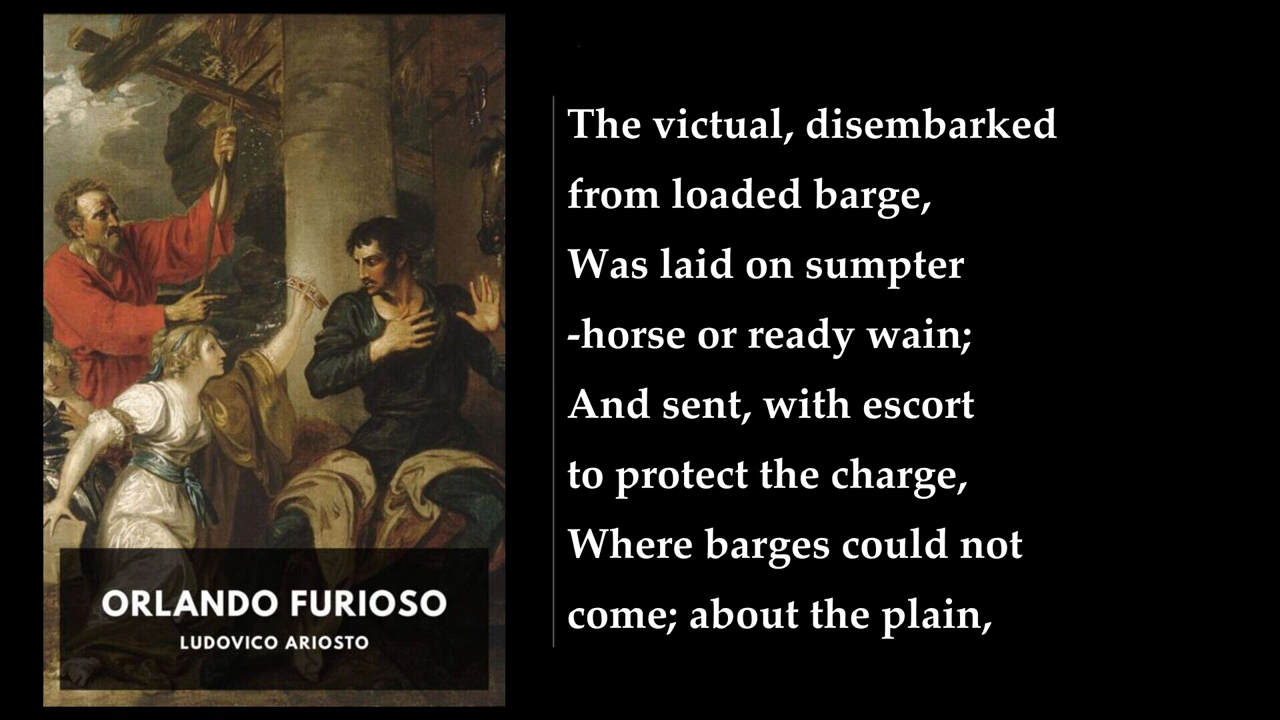 ORLANDO FURIOSO
LUDOVICO ARIOSTO
The victual, disembarked
from loaded barge,
Was laid on sumpter
-horse or ready wain;
And sent, with escort
to protect the charge,
Where barges could not
come; about the plain,